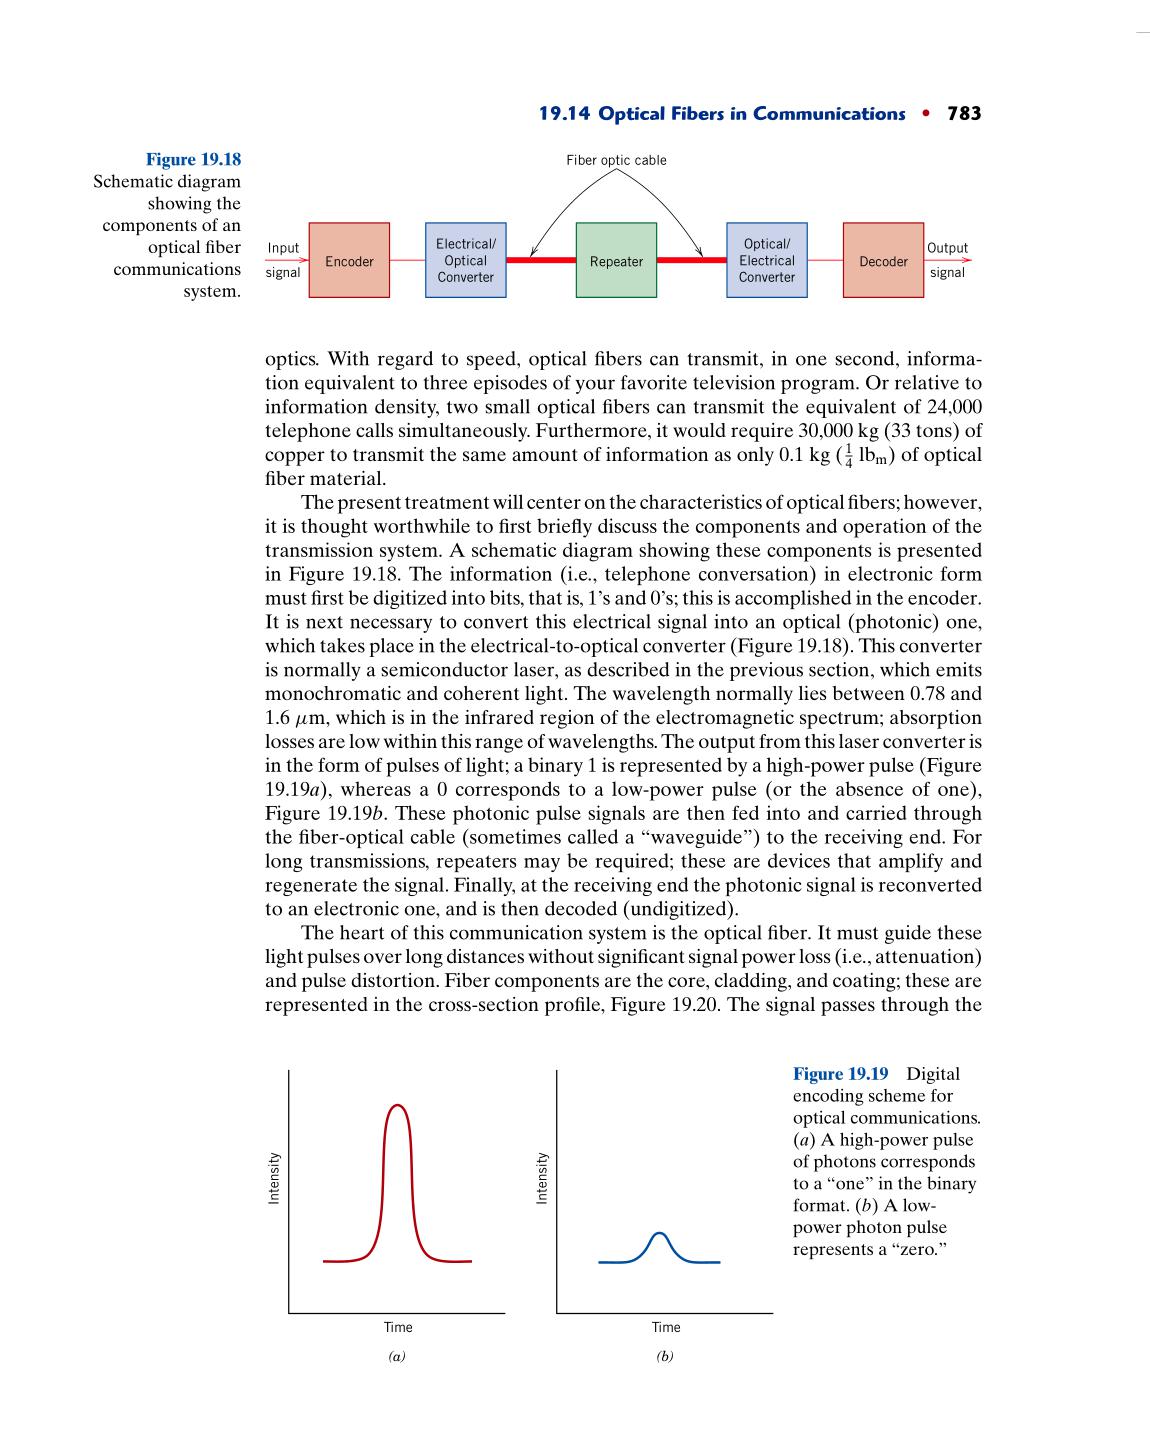 19.14 Optical Fibers in Communications • 783
Figure 19.18
Schematic diagram
showing the
components of an
optical fiber
communications
system.
Fiber optic cable
Input
signal
Encoder
Electrical/
Optical
Converter
Repeater
Optical/
Electrical
Converter
Decoder
Output
signal
optics. With regard to speed, optical fibers can transmit, in one second, informa-
tion equivalent to three episodes of your favorite television program. Or relative to
information density, two small optical fibers can transmit the equivalent of 24,000
telephone calls simultaneously. Furthermore, it would require 30,000 kg (33 tons) of
copper to transmit the same amount of information as only 0.1 kg (1/4 lbm) of optical
fiber material.
The present treatment will center on the characteristics of optical fibers; however,
it is thought worthwhile to first briefly discuss the components and operation of the
transmission system. A schematic diagram showing these components is presented
in Figure 19.18. The information (i.e., telephone conversation) in electronic form
must first be digitized into bits, that is, 1’s and 0’s; this is accomplished in the encoder.
It is next necessary to convert this electrical signal into an optical (photonic) one,
which takes place in the electrical-to-optical converter (Figure 19.18). This converter
is normally a semiconductor laser, as described in the previous section, which emits
monochromatic and coherent light. The wavelength normally lies between 0.78 and
1.6 μm, which is in the infrared region of the electromagnetic spectrum; absorption
losses are low within this range of wavelengths. The output from this laser converter is
in the form of pulses of light; a binary 1 is represented by a high-power pulse (Figure
19.19a), whereas a 0 corresponds to a low-power pulse (or the absence of one),
Figure 19.19b. These photonic pulse signals are then fed into and carried through
the fiber-optical cable (sometimes called a “waveguide”) to the receiving end. For
long transmissions, repeaters may be required; these are devices that amplify and
regenerate the signal. Finally, at the receiving end the photonic signal is reconverted
to an electronic one, and is then decoded (undigitized).
The heart of this communication system is the optical fiber. It must guide these
light pulses over long distances without significant signal power loss (i.e., attenuation)
and pulse distortion. Fiber components are the core, cladding, and coating; these are
represented in the cross-section profile, Figure 19.20. The signal passes through the
Intensity
Time
(a)
Intensity
Time
(b)
Figure 19.19 Digital
encoding scheme for
optical communications.
(a) A high-power pulse
of photons corresponds
to a “one” in the binary
format. (b) A low-
power photon pulse
represents a “zero.”